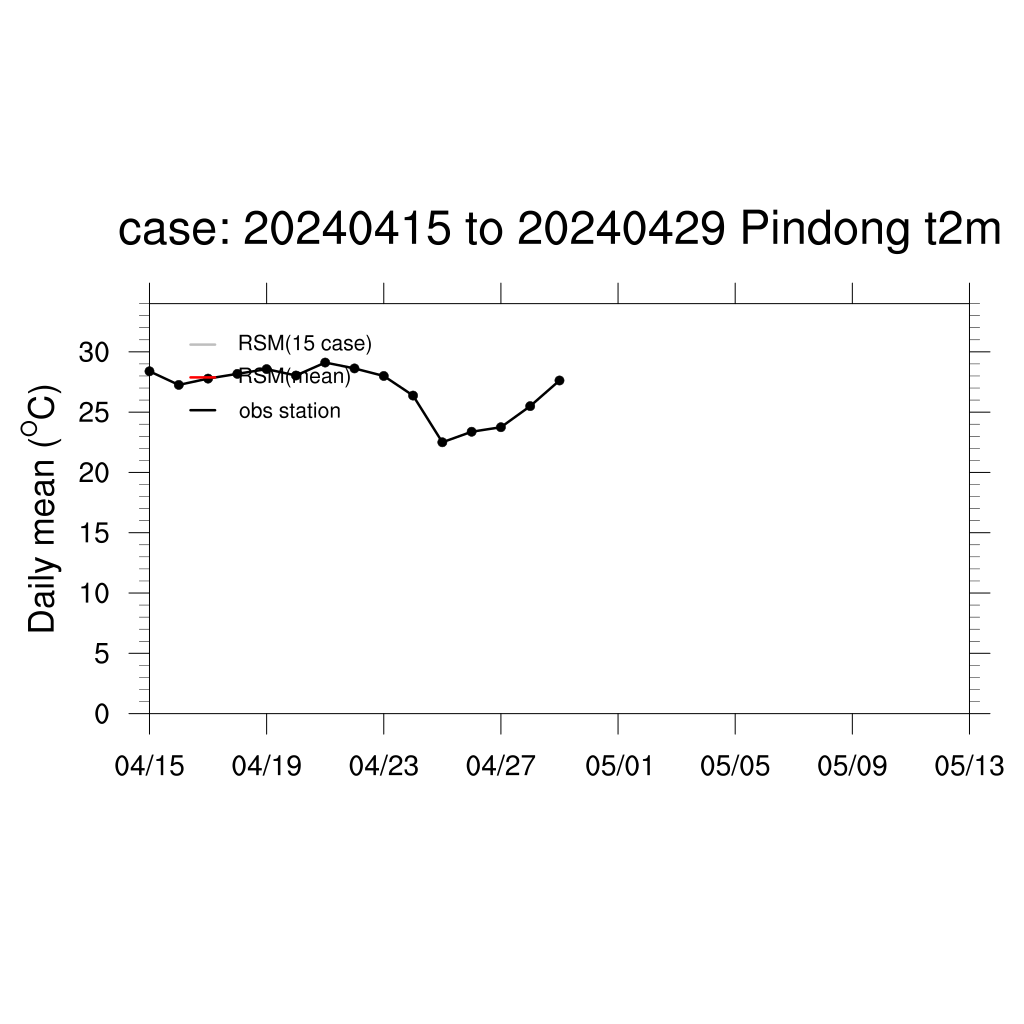 case: 20240415 to 20240429 Pindong t2m
RSM(15 case)
RSM(mean)
obs station
Daily mean (°C)
30
25
20
15
10
5
0
04/15 04/19 04/23 04/27 05/01 05/05 05/09 05/13